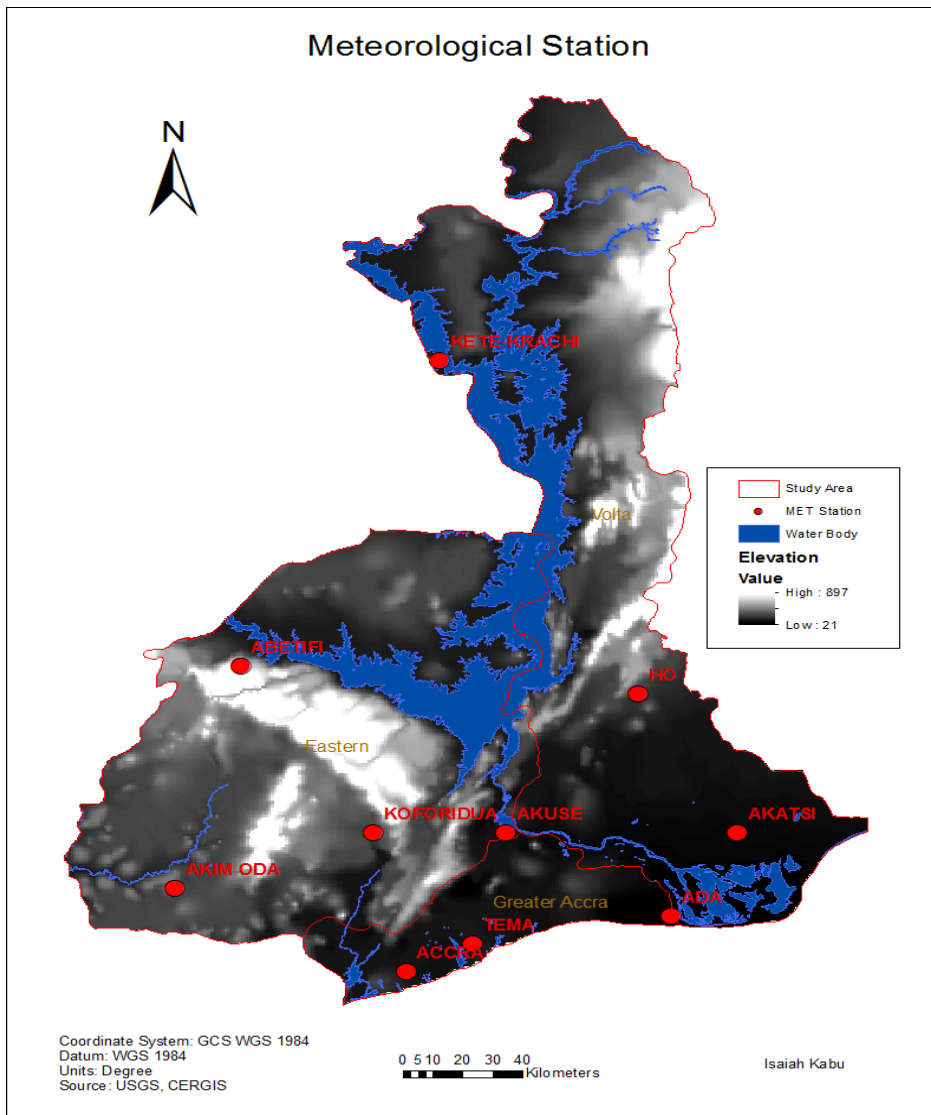 Meteorological Station
N
KETE-KRACHI
Study Area
MET Station
Volta
Water Body
Elevation
Value
High : 897
Low : 21
ABETIFI
HO
Eastern
KOFORIDUA
AKUSE
AKATSI
AKIM ODA
Greater Accra
ADA
TEMA
ACCRA
Coordinate System: GCS WGS 1984
Datum: WGS 1984
Units: Degree
Source: USGS, CERGIS
0 5 10 20 30 40
Kilometers
Isaiah Kabu